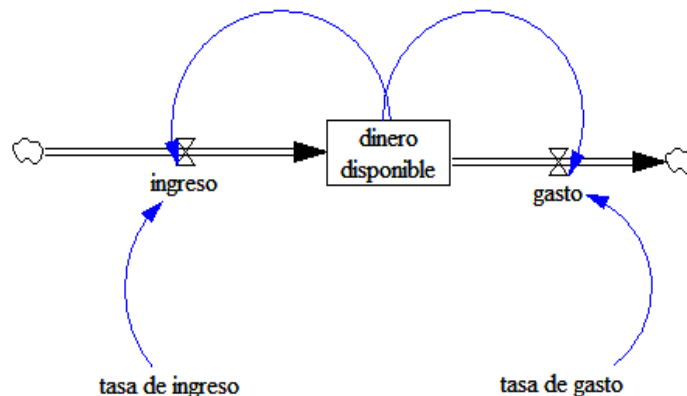 dinero
disponible
ingreso
gasto
tasa de ingreso
tasa de gasto